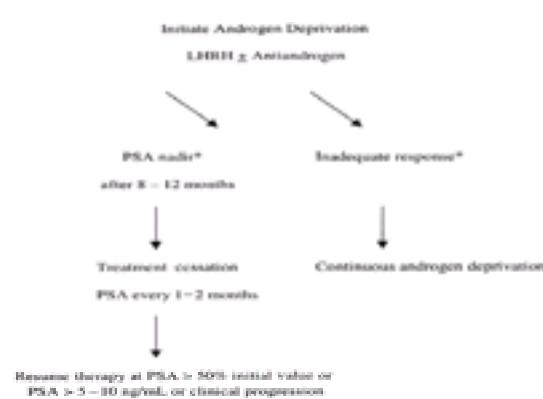 Initiate Androgen Deprivation
LHRH ± Antiandrogen
PSA nadir*
Inadequate response*
after 8 – 12 months
Treatment cessation
Continuous androgen deprivation
PSA every 1–2 months
Resume therapy at PSA > 50% initial value or
PSA > 5–10 ng/mL or clinical progression